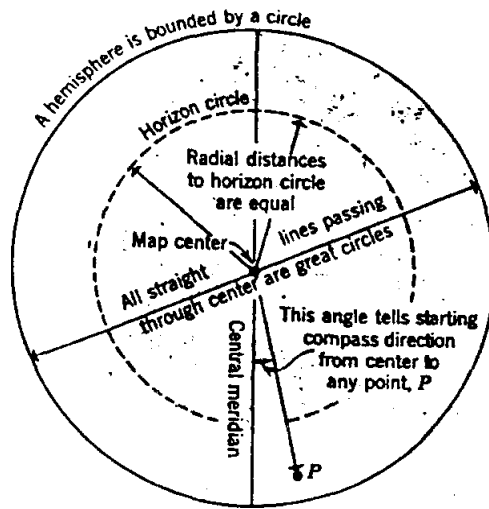 A hemisphere is bounded by a circle
Horizon circle
Radial distances
to horizon circle
are equal
Map center
All straight lines passing
through center are great circles
This angle tells starting
compass direction
from center to
any point, P
Central meridian
P